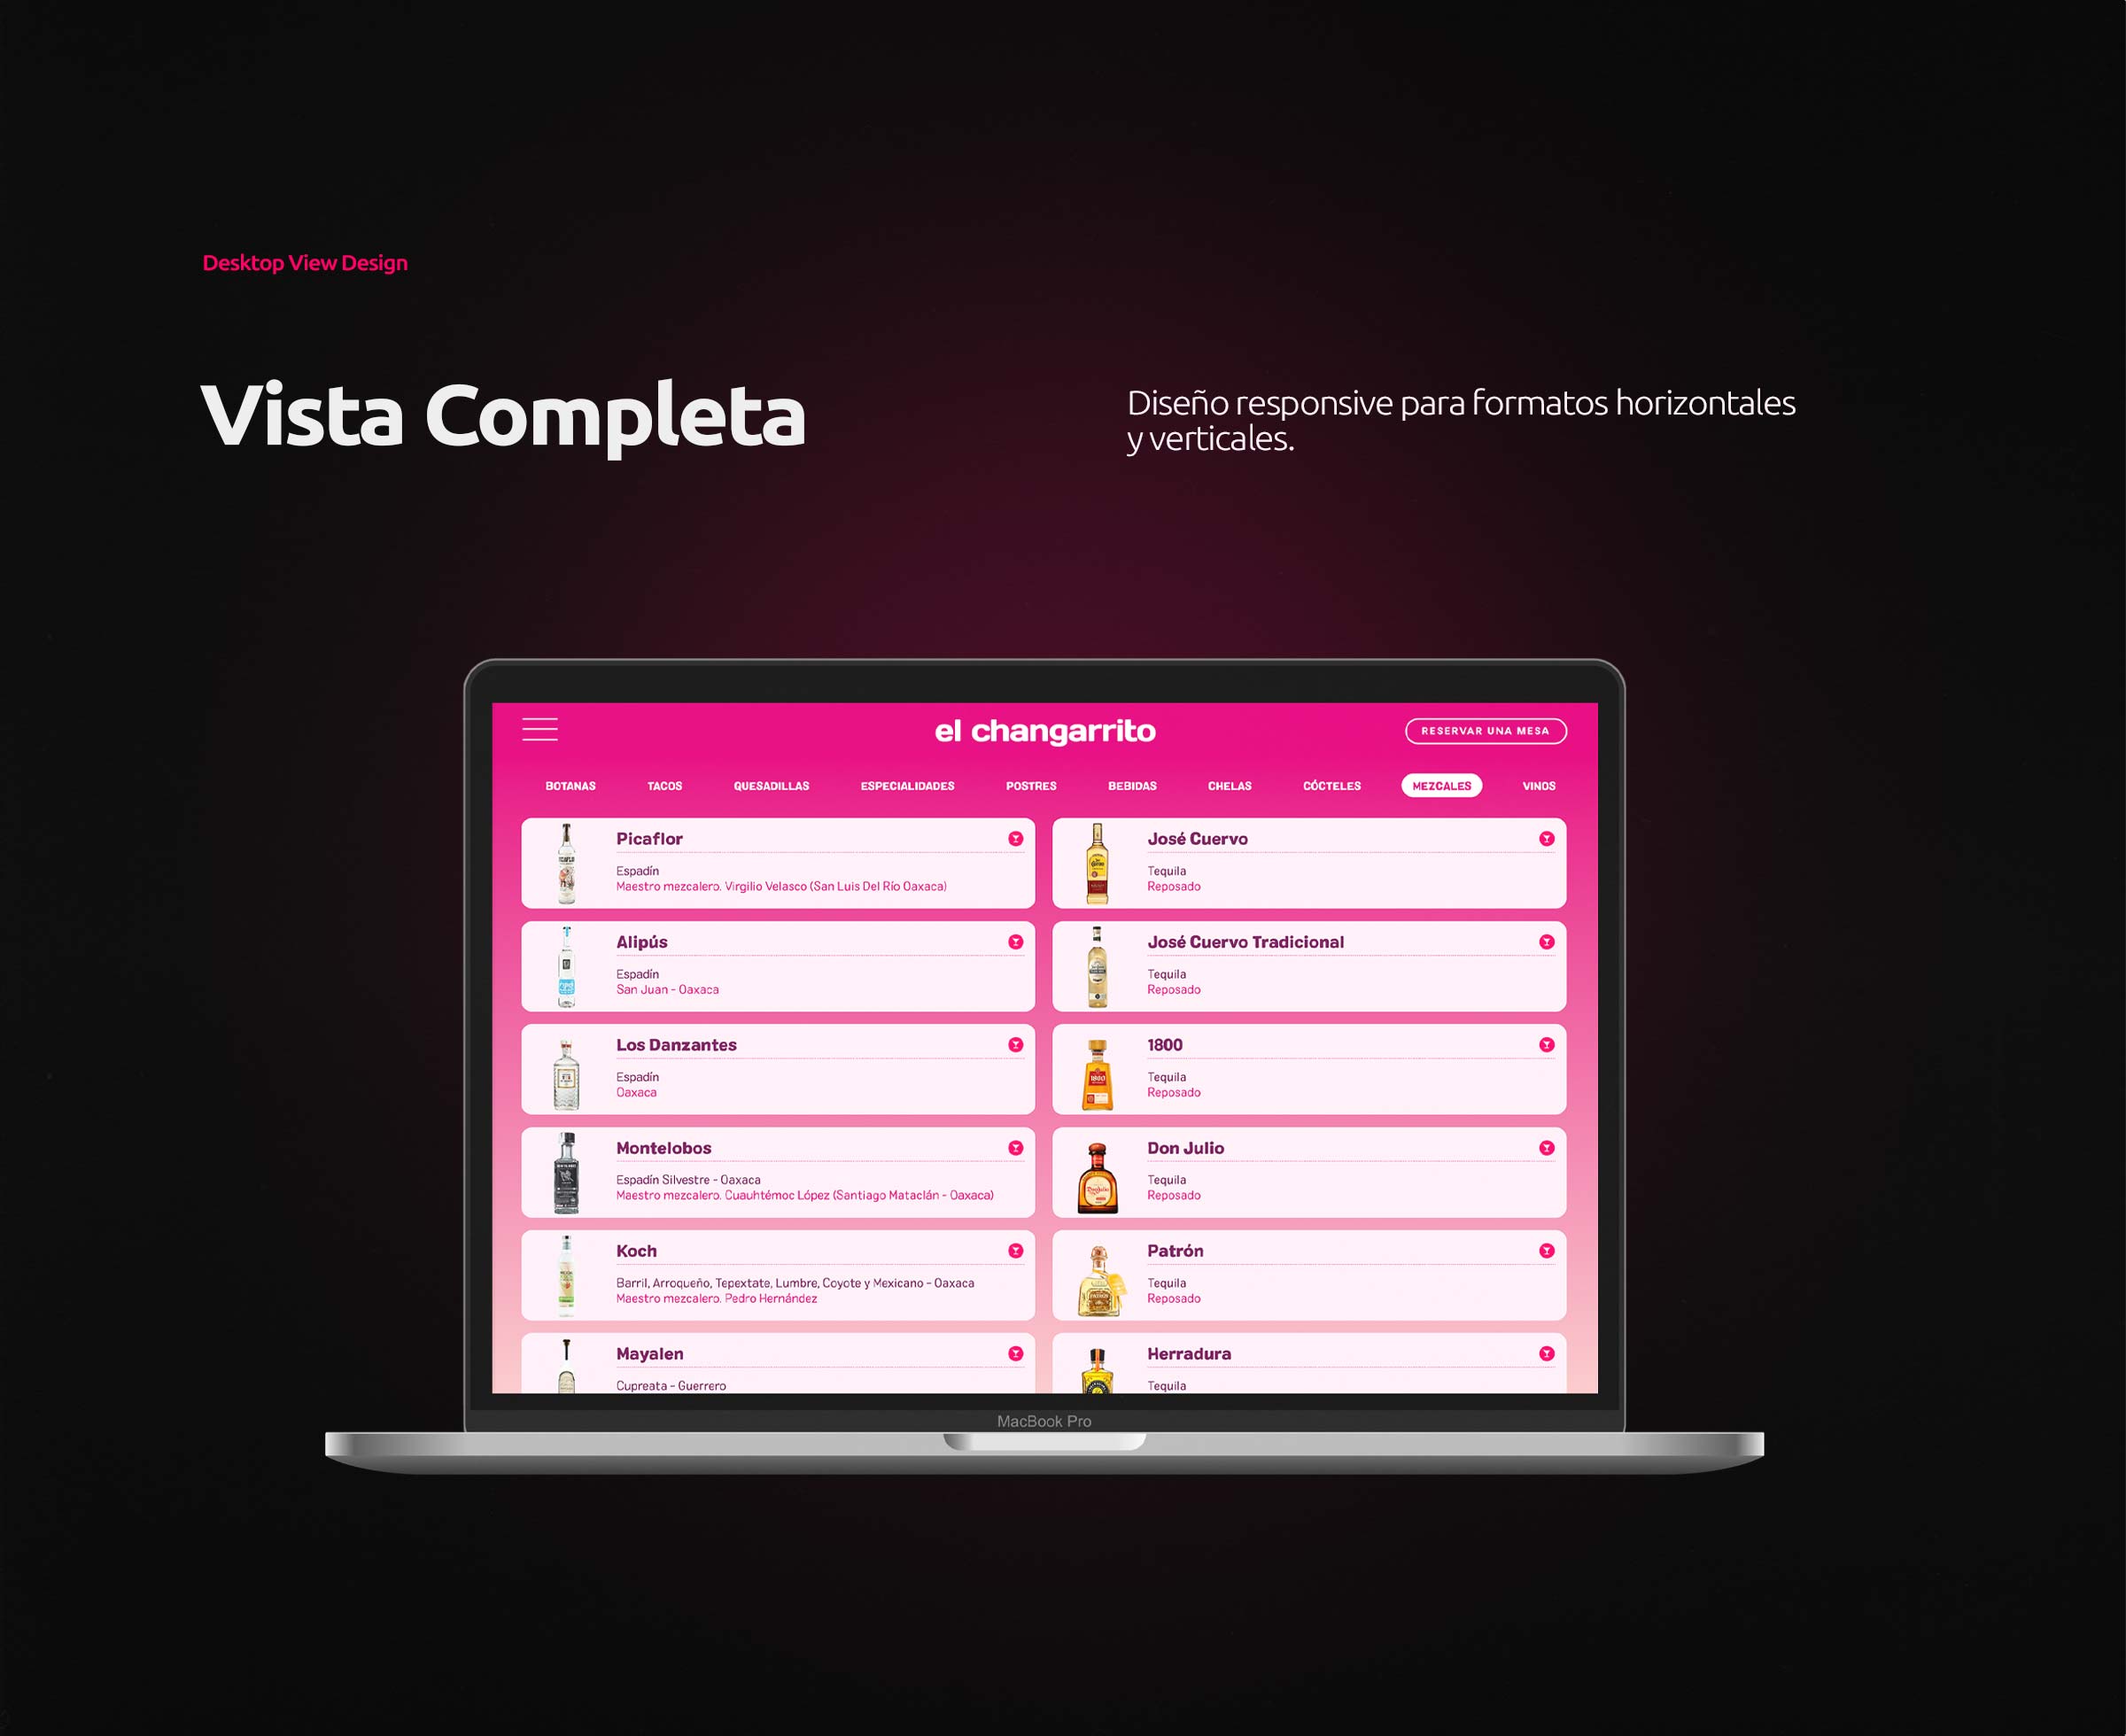 Desktop View Design
Vista Completa
Diseño responsive para formatos horizontales
y verticales.
el changarrito
RESERVAR UNA MESA
BOTANAS
TACOS
QUESADILLAS
ESPECIALIDADES
POSTRES
BEBIDAS
CHELAS
CÓCTELES
MEZCALES
VINOS
Picaflor
Espadín
Maestro mezcalero. Virgilio Velasco (San Luis Del Río Oaxaca)
José Cuervo
Tequila
Reposado
Alipús
Espadín
San Juan - Oaxaca
José Cuervo Tradicional
Tequila
Reposado
Los Danzantes
Espadín
Oaxaca
1800
Tequila
Reposado
Montelobos
Espadín Silvestre - Oaxaca
Maestro mezcalero. Cuauhtémoc López (Santiago Mataclán - Oaxaca)
Don Julio
Tequila
Reposado
Koch
Barril, Arroqueño, Tepextate, Lumbre, Coyote y Mexicano - Oaxaca
Maestro mezcalero. Pedro Hernández
Patrón
Tequila
Reposado
Mayalen
Cupreata - Guerrero
Herradura
Tequila
MacBook Pro